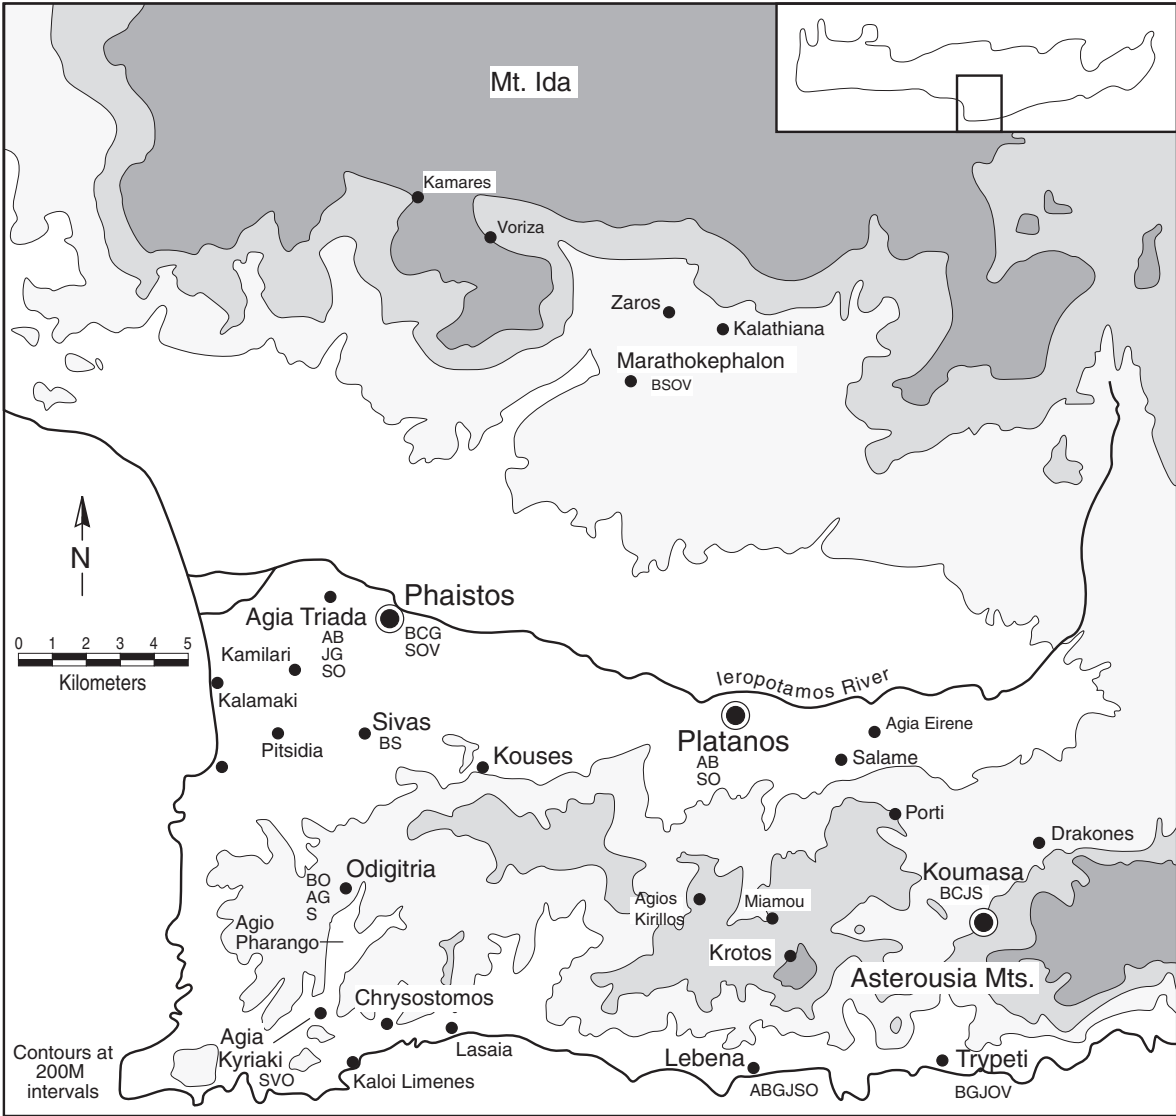 Mt. Ida
Kamares
Voriza
Zaros
Kalathiana
Marathokephalon
BSOV
N
0 1 2 3 4 5
Kilometers
Phaistos
BCG
SOV
Agia Triada
AB
JG
SO
Kamilari
Kalamaki
Ieropotamos River
Pitsidia
Sivas
BS
Kouses
Platanos
AB
SO
Agia Eirene
Salame
Porti
Drakones
Koumasa
BCJS
Odigitria
BO
AG
S
Agios
Kirillos
Miamou
Krotos
Agio
Pharango
Asterousia Mts.
Chrysostomos
Agia
Kyriaki
SVO
Lasaia
Kaloi Limenes
Lebena
ABGJSO
Trypeti
BGJOV
Contours at
200M
intervals